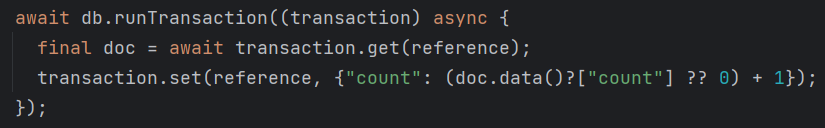 await db.runTransaction((transaction) async {
  final doc = await transaction.get(reference);
  transaction.set(reference, {"count": (doc.data()?["count"] ?? 0) + 1});
});